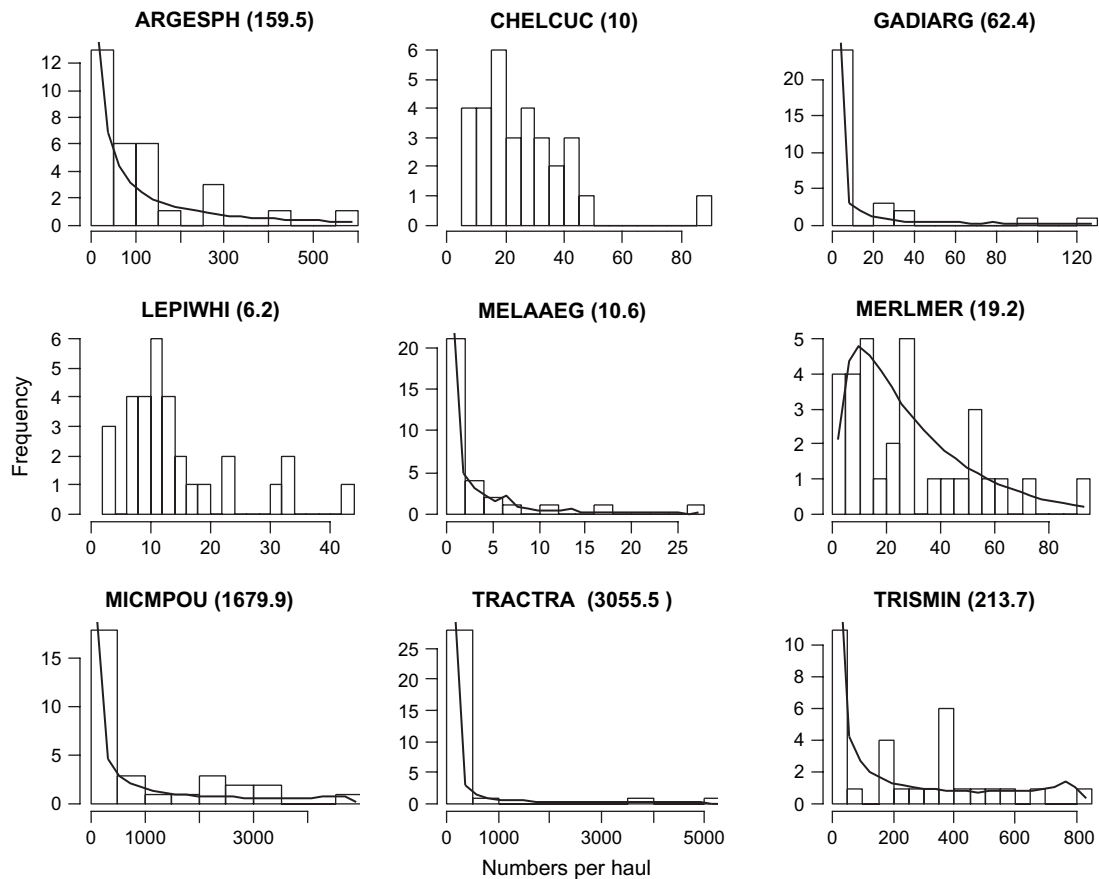 ARGESPH (159.5)
12
10
8
6
4
2
0
0 100 300 500
CHELCUC (10)
6
5
4
3
2
1
0
0 20 40 60 80
GADIARG (62.4)
20
15
10
5
0
0 20 40 60 80 120
LEPIWHI (6.2)
6
5
4
3
2
1
0
0 10 20 30 40
MELAAEG (10.6)
20
15
10
5
0
0 5 10 15 20 25
MERLMER (19.2)
5
4
3
2
1
0
0 20 40 60 80
Frequency
MICMPOU (1679.9)
15
10
5
0
0 1000 3000
TRACTRA (3055.5 )
25
20
15
10
5
0
0 1000 3000 5000
TRISMIN (213.7)
10
8
6
4
2
0
0 200 400 600 800
Numbers per haul